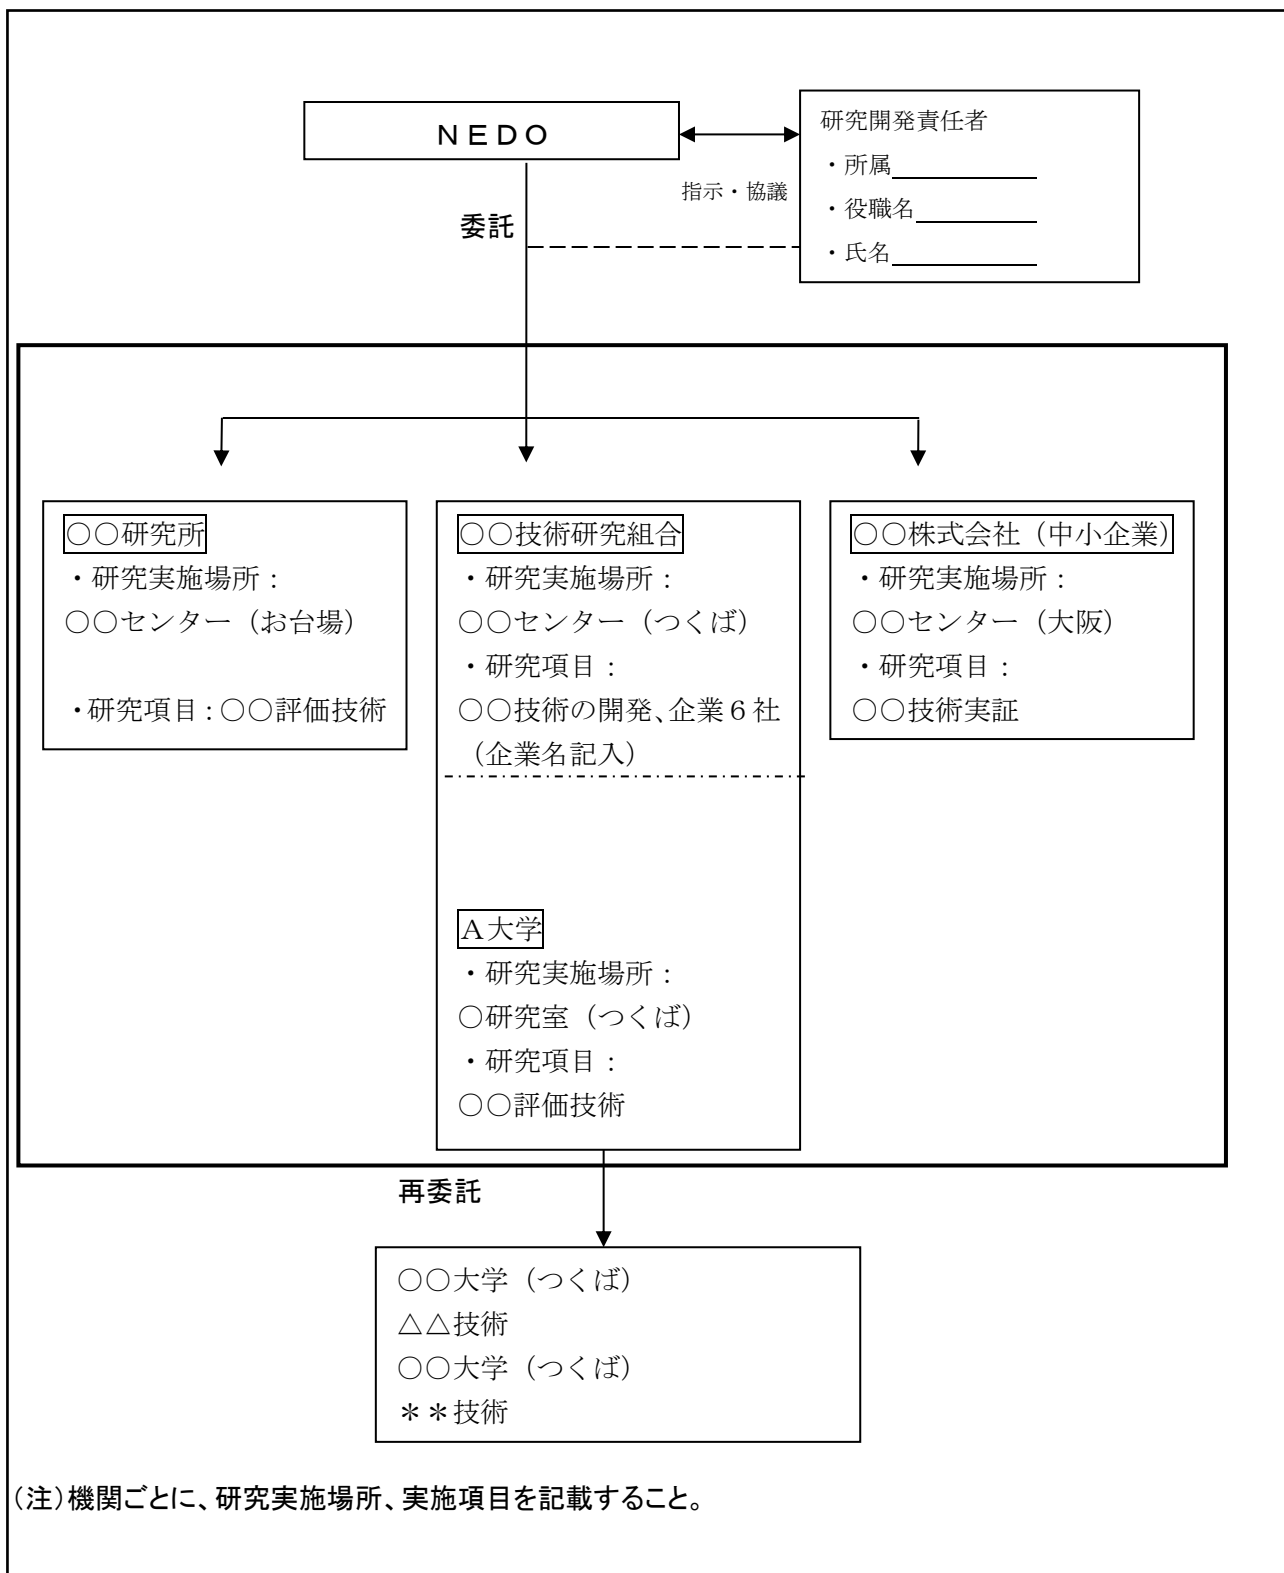 ＮＥＤＯ
研究開発責任者
・所属
・役職名
・氏名
指示・協議
委託
○○研究所
・研究実施場所：
○○センター（お台場）
・研究項目：○○評価技術
○○技術研究組合
・研究実施場所：
○○センター（つくば）
・研究項目：
○○技術の開発、企業６社
（企業名記入）
Ａ大学
・研究実施場所：
○研究室（つくば）
・研究項目：
○○評価技術
○○株式会社（中小企業）
・研究実施場所：
○○センター（大阪）
・研究項目：
○○技術実証
再委託
○○大学（つくば）
△△技術
○○大学（つくば）
＊＊技術
（注）機関ごとに、研究実施場所、実施項目を記載すること。